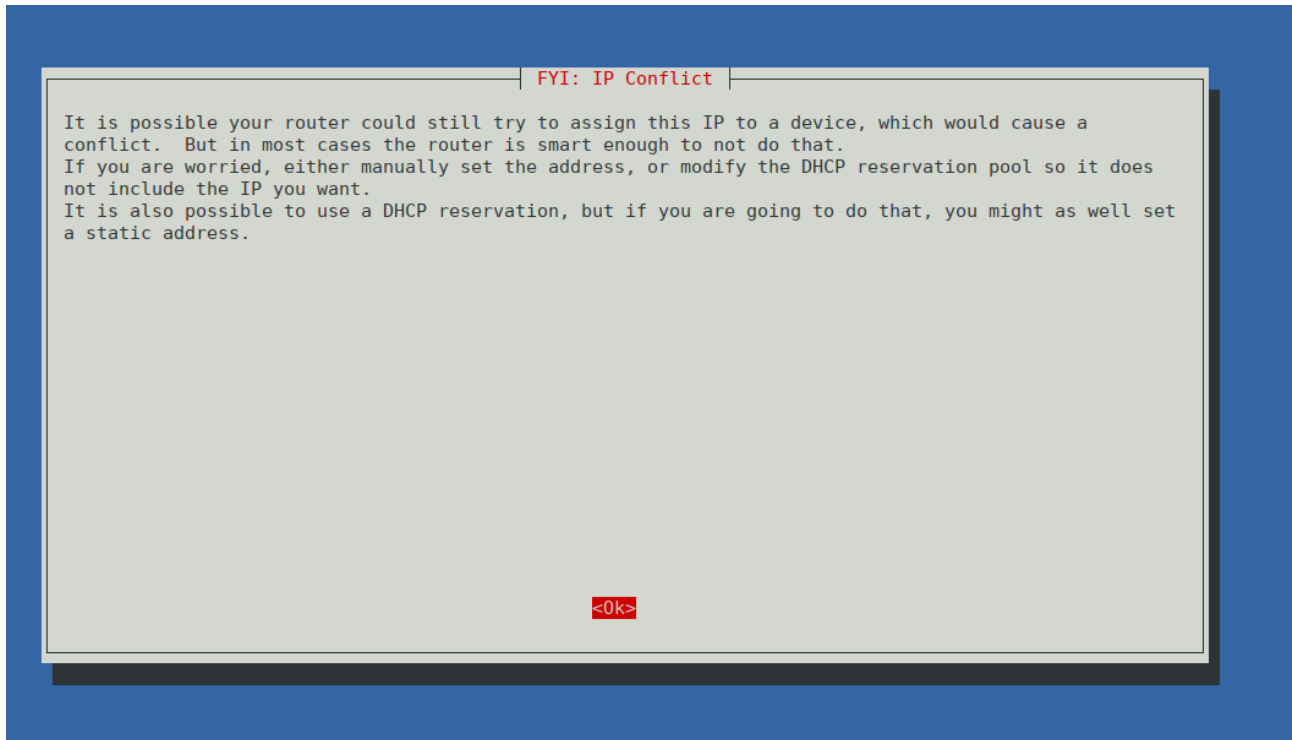 FYI: IP Conflict
It is possible your router could still try to assign this IP to a device, which would cause a
conflict.  But in most cases the router is smart enough to not do that.
If you are worried, either manually set the address, or modify the DHCP reservation pool so it does
not include the IP you want.
It is also possible to use a DHCP reservation, but if you are going to do that, you might as well set
a static address.
<Ok>